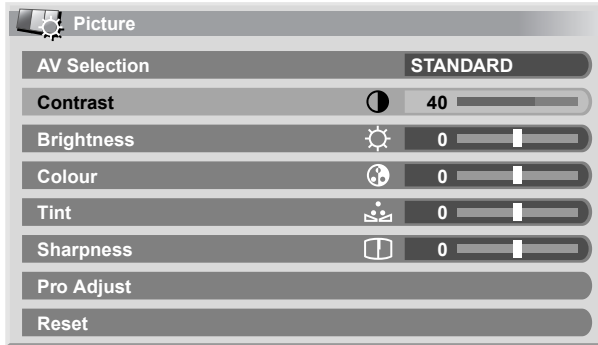 Picture
AV Selection STANDARD
Contrast 40
Brightness 0
Colour 0
Tint 0
Sharpness 0
Pro Adjust
Reset